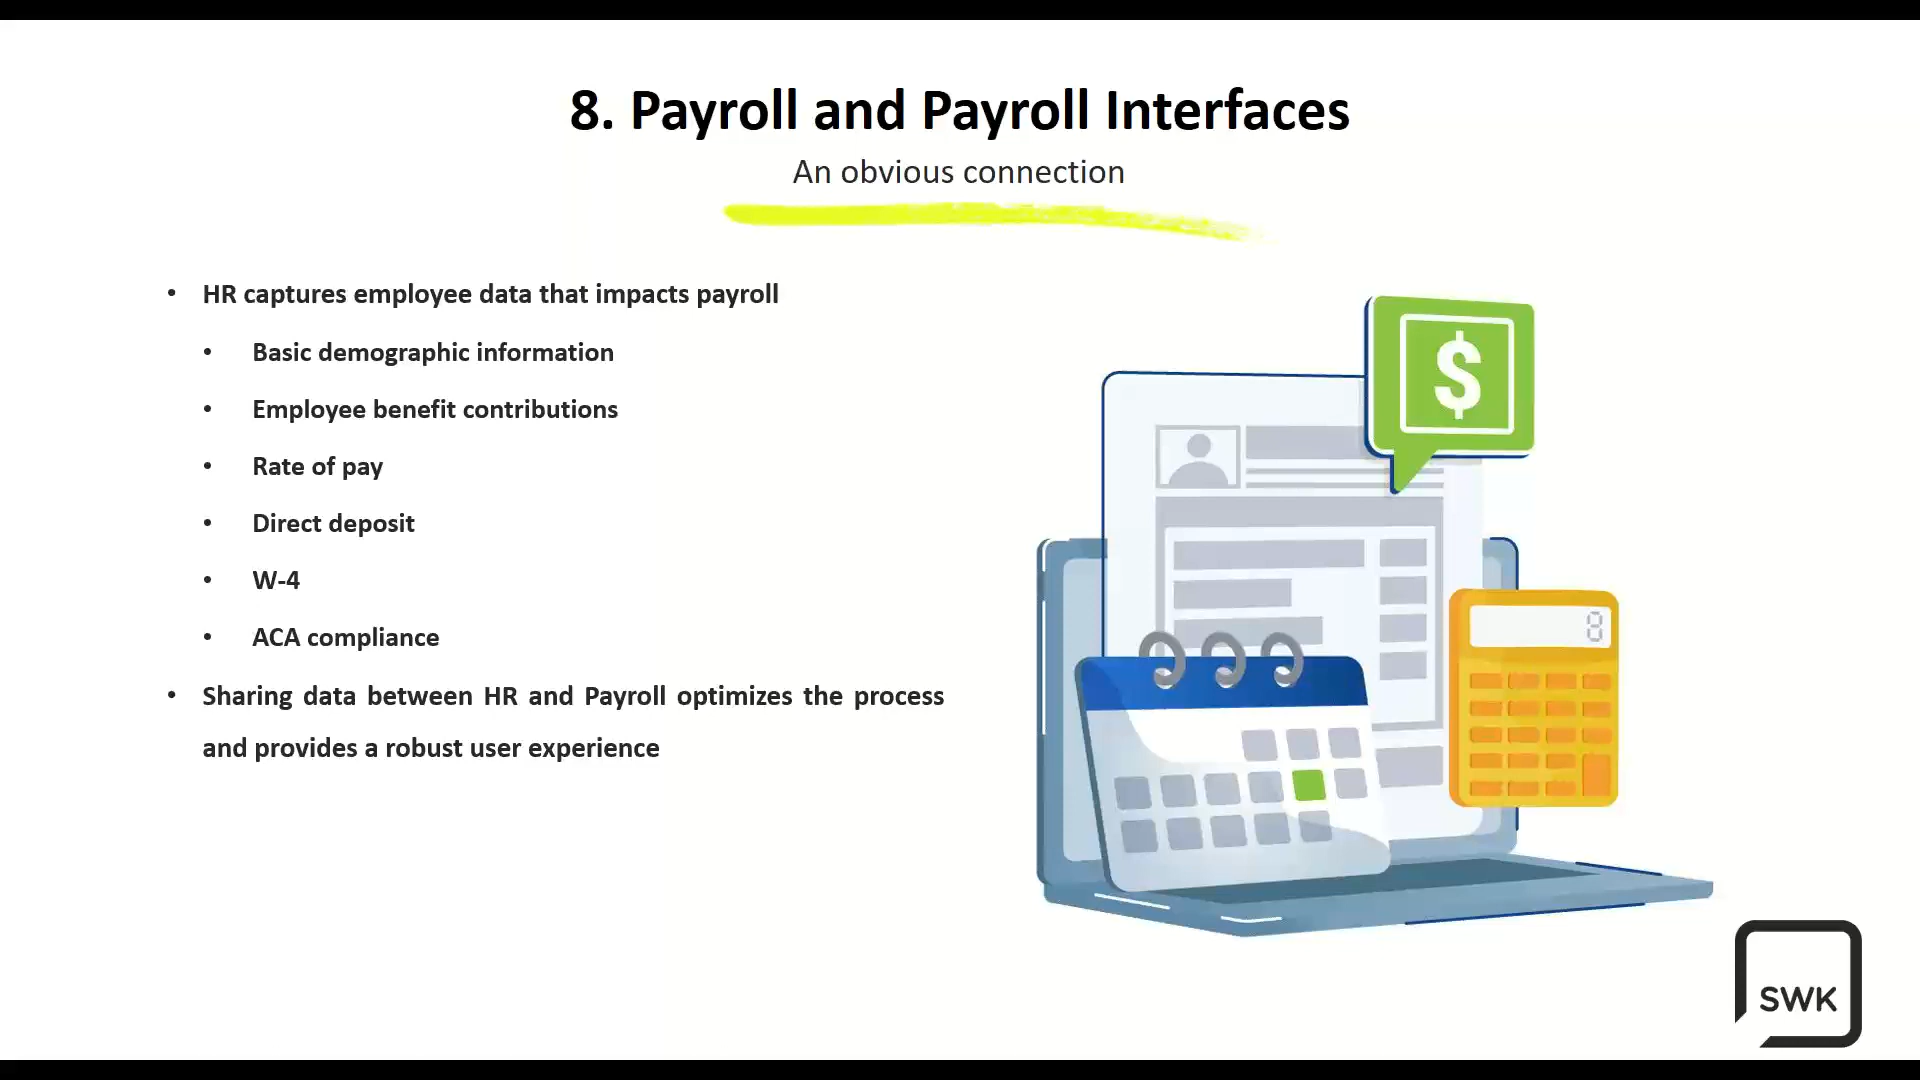 8. Payroll and Payroll Interfaces
An obvious connection
• HR captures employee data that impacts payroll
• Basic demographic information
• Employee benefit contributions
• Rate of pay
• Direct deposit
• W-4
• ACA compliance
• Sharing data between HR and Payroll optimizes the process
and provides a robust user experience
$
8
SWK